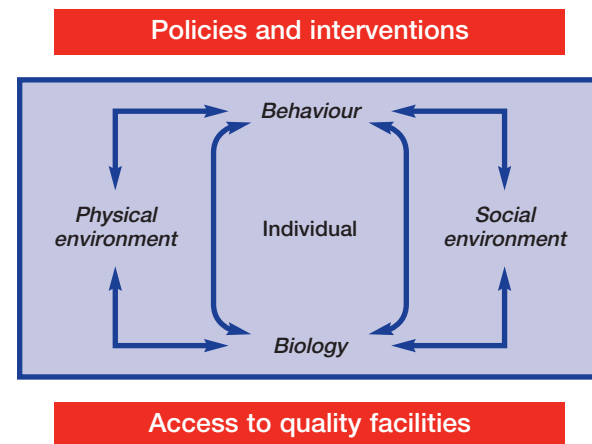 Policies and interventions
Behaviour
Physical
environment
Individual
Social
environment
Biology
Access to quality facilities